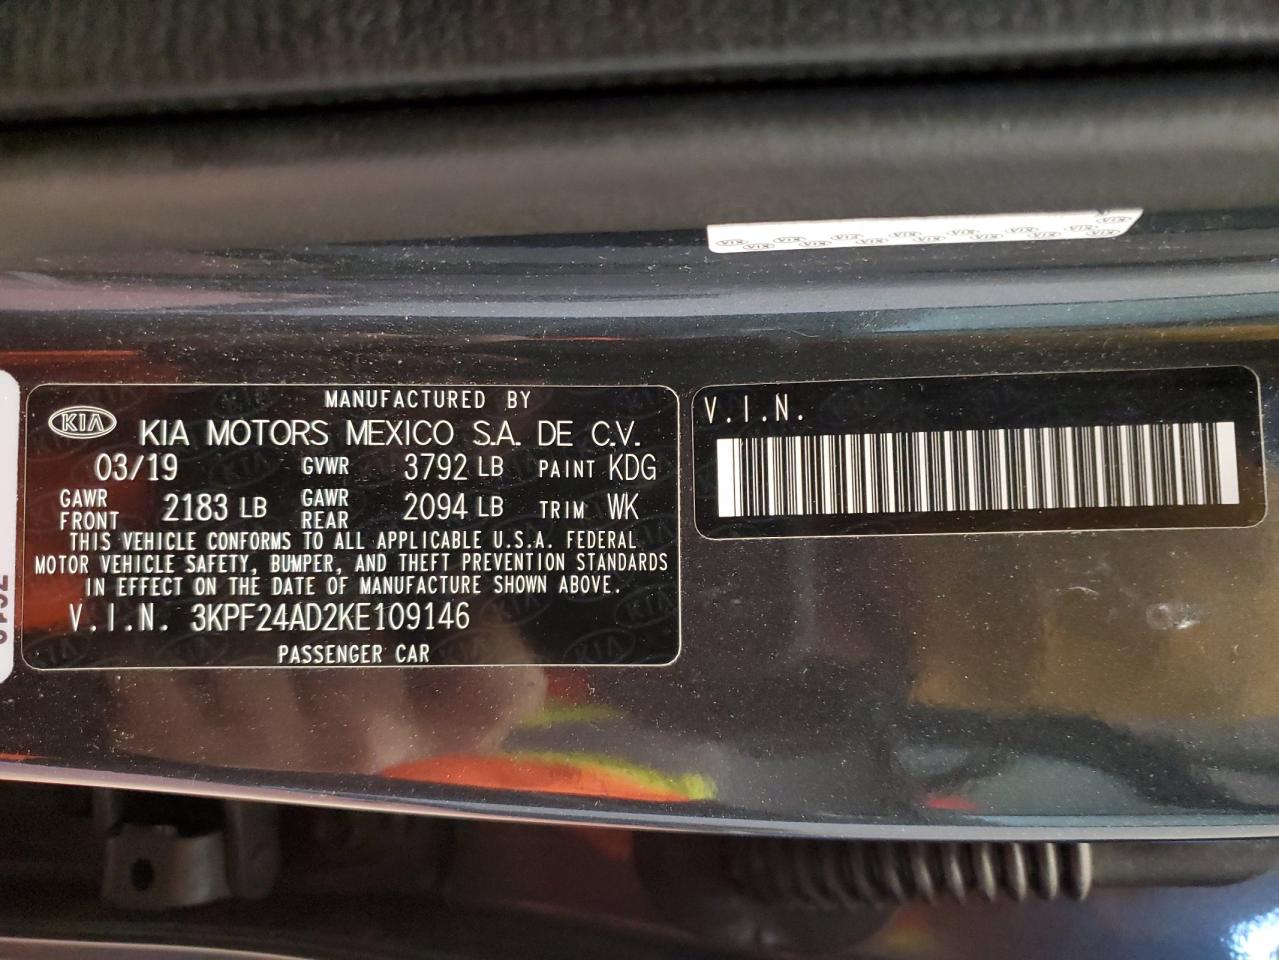 MANUFACTURED BY
KIA KIA MOTORS MEXICO S.A. DE C.V.
03/19 GVWR 3792 LB PAINT KDG
GAWR FRONT 2183 LB GAWR REAR 2094 LB TRIM WK
THIS VEHICLE CONFORMS TO ALL APPLICABLE U.S.A. FEDERAL
MOTOR VEHICLE SAFETY, BUMPER, AND THEFT PREVENTION STANDARDS
IN EFFECT ON THE DATE OF MANUFACTURE SHOWN ABOVE.
V.I.N. 3KPF24AD2KE109146
PASSENGER CAR
V.I.N.